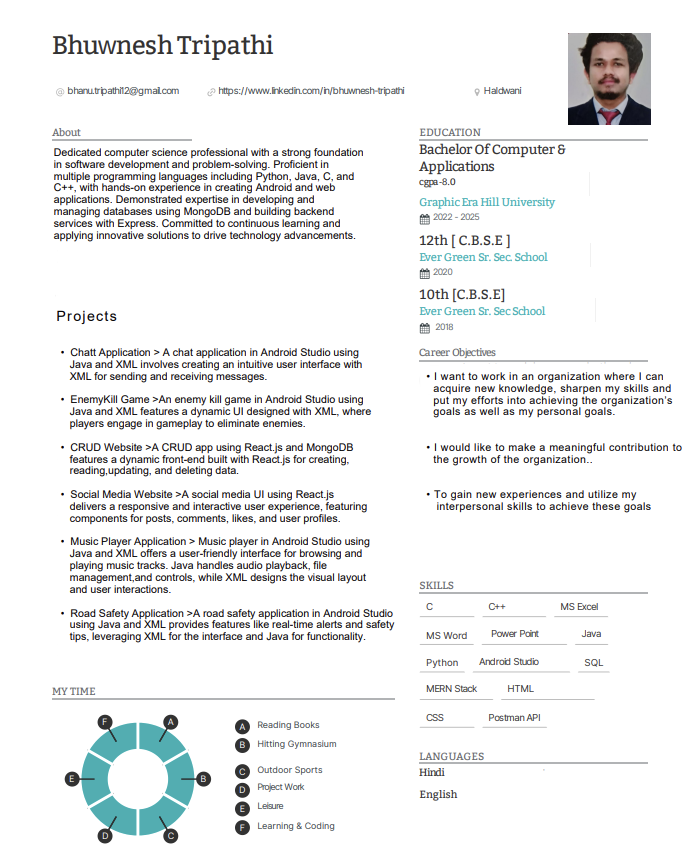 Bhuwnesh Tripathi
@ bhanu.tripathi12@gmail.com
https://www.linkedin.com/in/bhuwnesh-tripathi
Haldwani
About
Dedicated computer science professional with a strong foundation
in software development and problem-solving. Proficient in
multiple programming languages including Python, Java, C, and
C++, with hands-on experience in creating Android and web
applications. Demonstrated expertise in developing and
managing databases using MongoDB and building backend
services with Express. Committed to continuous learning and
applying innovative solutions to drive technology advancements.
Projects
• Chatt Application > A chat application in Android Studio using
Java and XML involves creating an intuitive user interface with
XML for sending and receiving messages.
• EnemyKill Game >An enemy kill game in Android Studio using
Java and XML features a dynamic UI designed with XML, where
players engage in gameplay to eliminate enemies.
• CRUD Website >A CRUD app using React.js and MongoDB
features a dynamic front-end built with React.js for creating,
reading,updating, and deleting data.
• Social Media Website >A social media UI using React.js
delivers a responsive and interactive user experience, featuring
components for posts, comments, likes, and user profiles.
• Music Player Application > Music player in Android Studio using
Java and XML offers a user-friendly interface for browsing and
playing music tracks. Java handles audio playback, file
management,and controls, while XML designs the visual layout
and user interactions.
• Road Safety Application >A road safety application in Android Studio
using Java and XML provides features like real-time alerts and safety
tips, leveraging XML for the interface and Java for functionality.
MY TIME
F A
E B
D C
A Reading Books
B Hitting Gymnasium
C Outdoor Sports
D Project Work
E Leisure
F Learning & Coding
EDUCATION
Bachelor Of Computer &
Applications
cgpa-8.0
Graphic Era Hill University
2022 - 2025
12th [ C.B.S.E ]
Ever Green Sr. Sec. School
2020
10th [C.B.S.E]
Ever Green Sr. Sec School
2018
Career Objectives
• I want to work in an organization where I can
acquire new knowledge, sharpen my skills and
put my efforts into achieving the organization's
goals as well as my personal goals.
• I would like to make a meaningful contribution to
the growth of the organization..
• To gain new experiences and utilize my
interpersonal skills to achieve these goals
SKILLS
C C++ MS Excel
MS Word Power Point Java
Python Android Studio SQL
MERN Stack HTML
CSS Postman API
LANGUAGES
Hindi
English